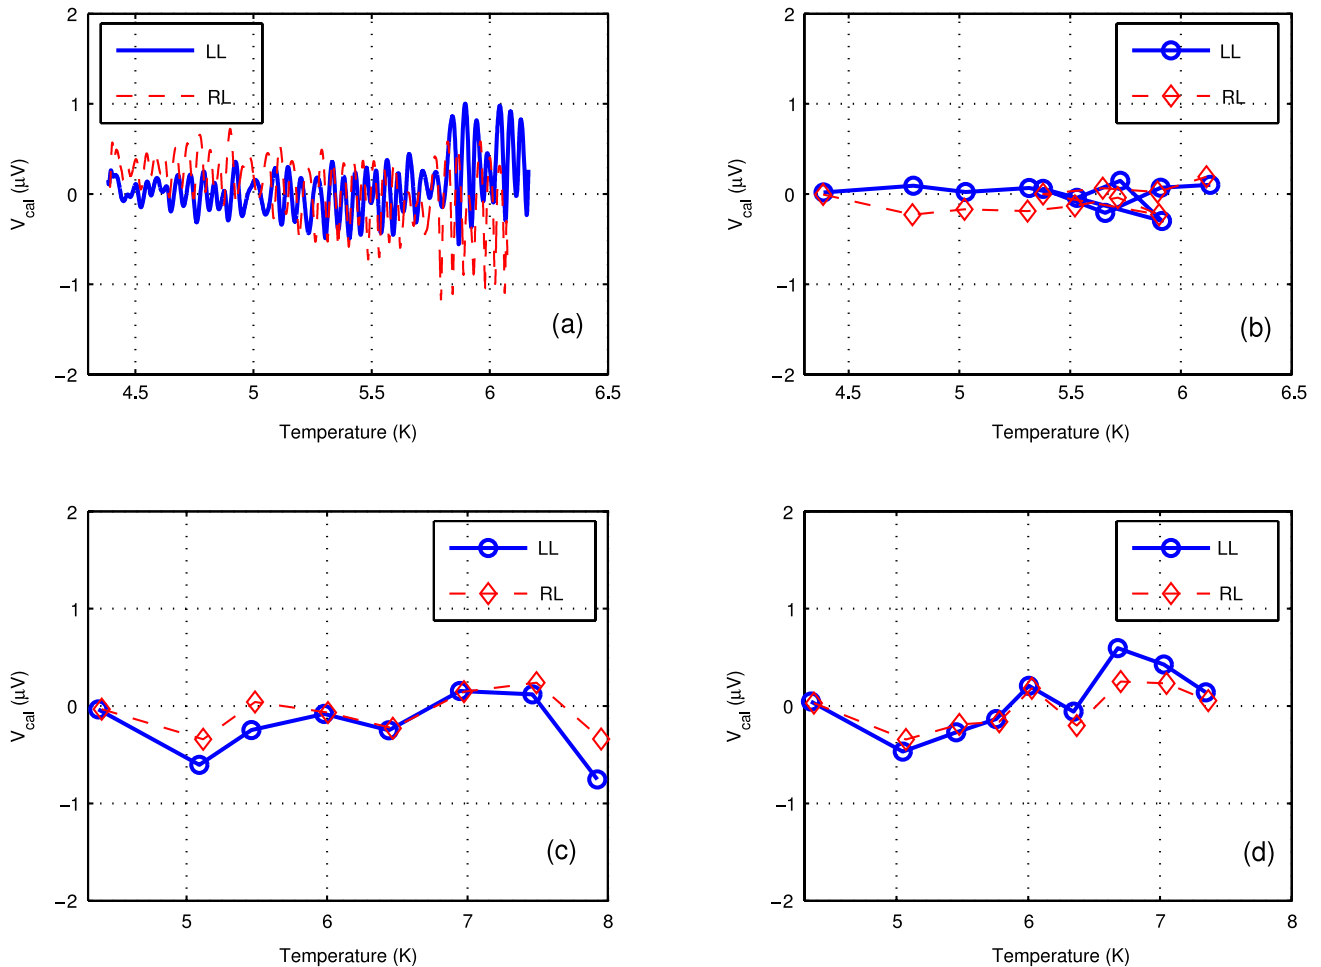 2
1
0
−1
−2
4.5 5 5.5 6 6.5
V_cal (μV)
Temperature (K)
LL
RL
(a)
2
1
0
−1
−2
4.5 5 5.5 6 6.5
V_cal (μV)
Temperature (K)
LL
RL
(b)
2
1
0
−1
−2
5 6 7 8
V_cal (μV)
Temperature (K)
LL
RL
(c)
2
1
0
−1
−2
5 6 7 8
V_cal (μV)
Temperature (K)
LL
RL
(d)